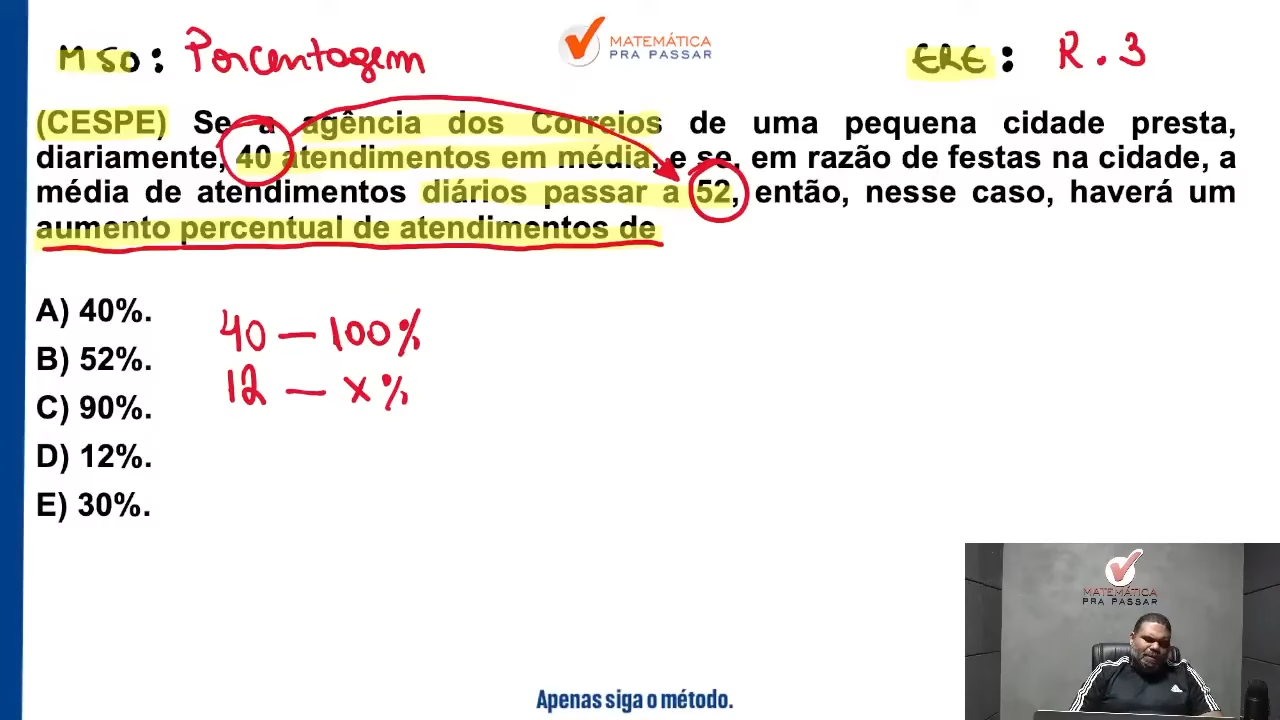 MSO: Porcentagem
MATEMÁTICA
PRA PASSAR
ERE: R.3
(CESPE) Se a agência dos Correios de uma pequena cidade presta,
diariamente, 40 atendimentos em média, e se, em razão de festas na cidade, a
média de atendimentos diários passar a 52, então, nesse caso, haverá um
aumento percentual de atendimentos de
A) 40%.
B) 52%.
C) 90%.
D) 12%.
E) 30%.
40 — 100%
12 — x%
MATEMÁTICA
PRA PASSAR
Apenas siga o método.